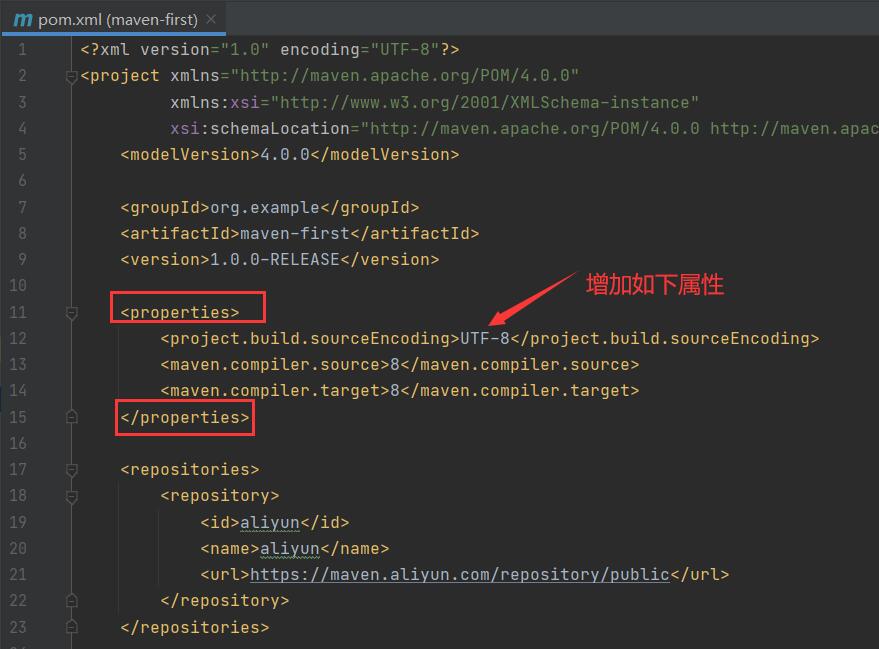 pom.xml (maven-first)
1 <?xml version="1.0" encoding="UTF-8"?>
2 <project xmlns="http://maven.apache.org/POM/4.0.0"
3 xmlns:xsi="http://www.w3.org/2001/XMLSchema-instance"
4 xsi:schemaLocation="http://maven.apache.org/POM/4.0.0 http://maven.apac
5 <modelVersion>4.0.0</modelVersion>
6
7 <groupId>org.example</groupId>
8 <artifactId>maven-first</artifactId>
9 <version>1.0.0-RELEASE</version>
10
增加如下属性
11 <properties>
12 <project.build.sourceEncoding>UTF-8</project.build.sourceEncoding>
13 <maven.compiler.source>8</maven.compiler.source>
14 <maven.compiler.target>8</maven.compiler.target>
15 </properties>
16
17 <repositories>
18 <repository>
19 <id>aliyun</id>
20 <name>aliyun</name>
21 <url>https://maven.aliyun.com/repository/public</url>
22 </repository>
23 </repositories>